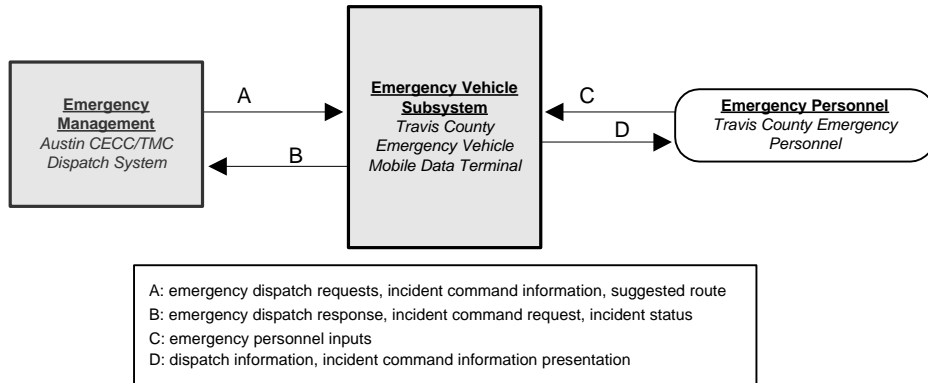 Emergency
Management
Austin CECC/TMC
Dispatch System
A
B
Emergency Vehicle
Subsystem
Travis County
Emergency Vehicle
Mobile Data Terminal
C
D
Emergency Personnel
Travis County Emergency
Personnel
A: emergency dispatch requests, incident command information, suggested route
B: emergency dispatch response, incident command request, incident status
C: emergency personnel inputs
D: dispatch information, incident command information presentation